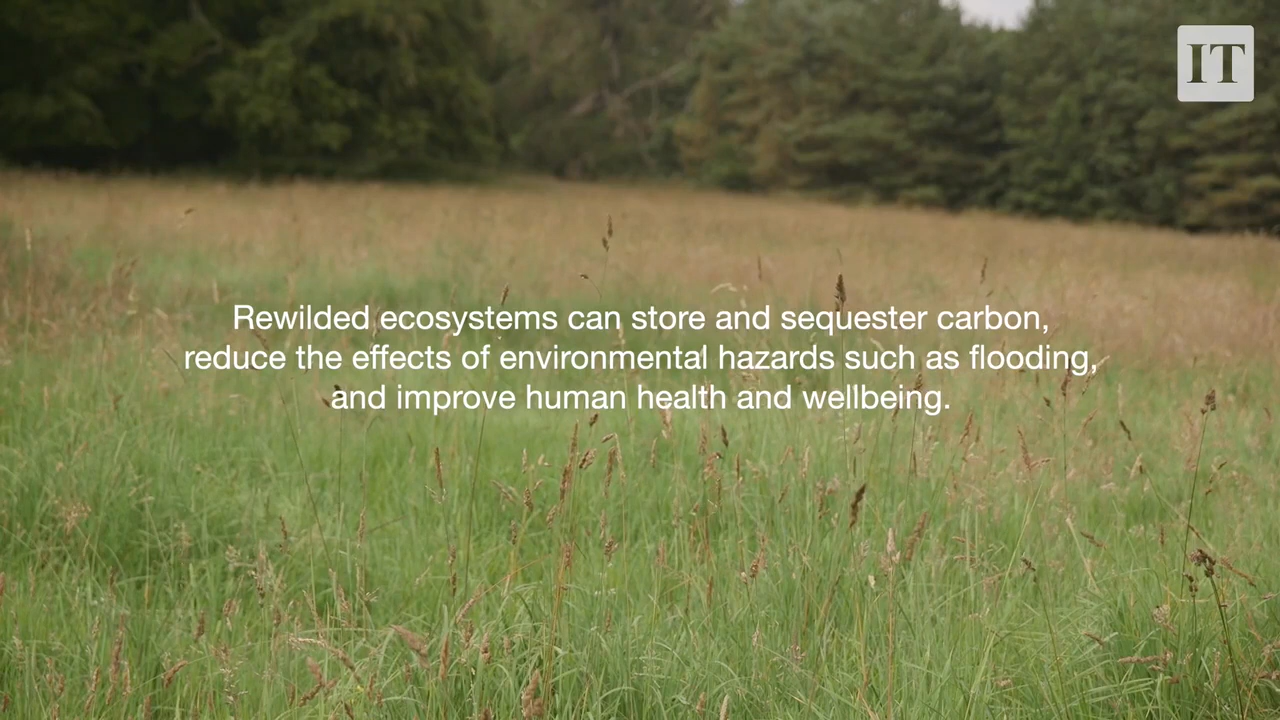 IT
Rewilded ecosystems can store and sequester carbon,
reduce the effects of environmental hazards such as flooding,
and improve human health and wellbeing.